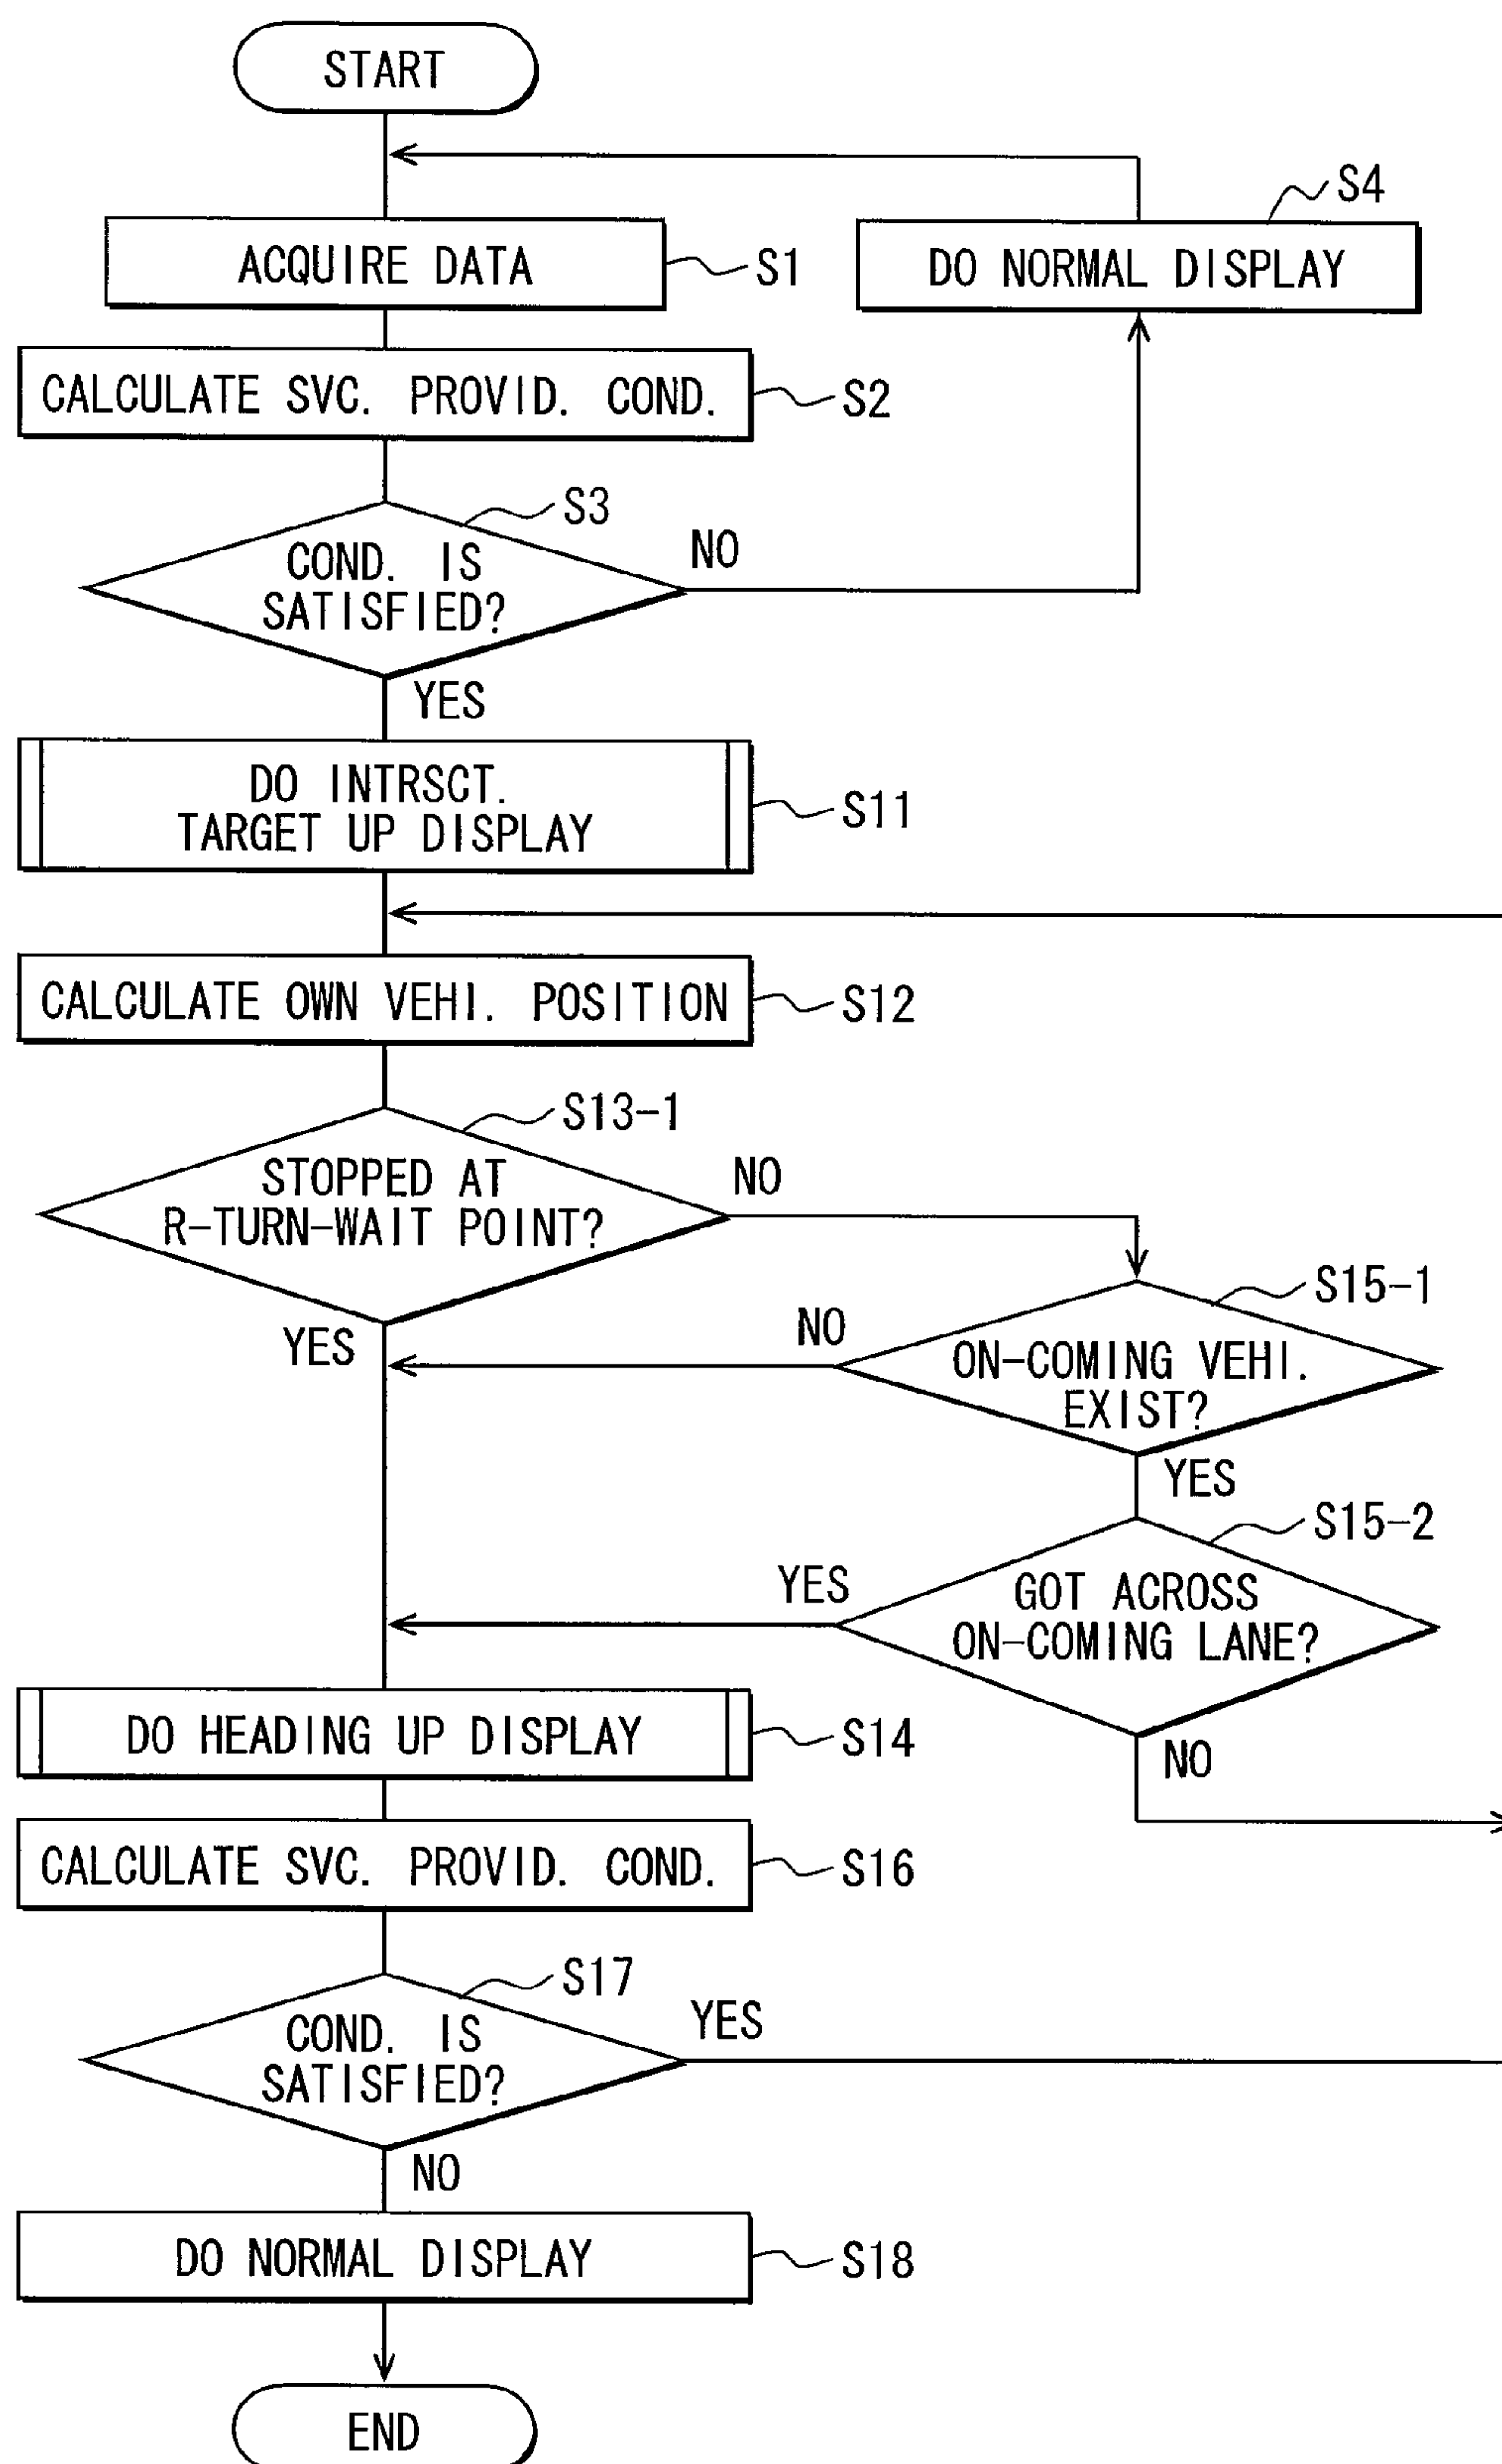 START
S4
ACQUIRE DATA
S1
DO NORMAL DISPLAY
CALCULATE SVC. PROVID. COND.
S2
S3
COND. IS
SATISFIED?
NO
YES
DO INTRSCT.
TARGET UP DISPLAY
S11
CALCULATE OWN VEHI. POSITION
S12
S13-1
STOPPED AT
R-TURN-WAIT POINT?
NO
YES
S15-1
NO
ON-COMING VEHI.
EXIST?
YES
S15-2
YES
GOT ACROSS
ON-COMING LANE?
NO
DO HEADING UP DISPLAY
S14
CALCULATE SVC. PROVID. COND.
S16
S17
COND. IS
SATISFIED?
YES
NO
DO NORMAL DISPLAY
S18
END